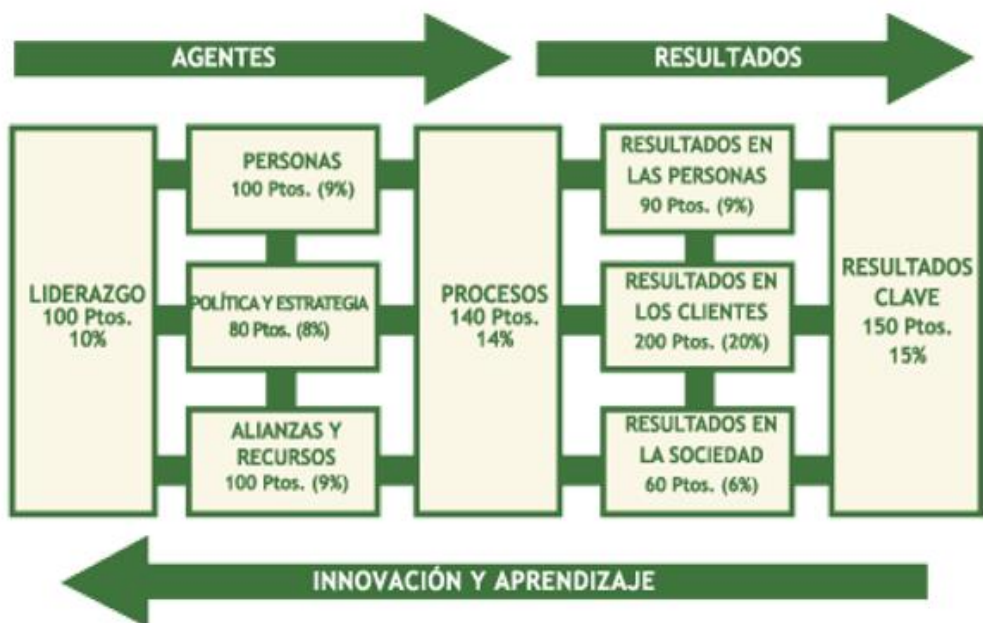 AGENTES
RESULTADOS
LIDERAZGO
100 Ptos.
10%
PERSONAS
100 Ptos. (9%)
POLÍTICA Y ESTRATEGIA
80 Ptos. (8%)
ALIANZAS Y
RECURSOS
100 Ptos. (9%)
PROCESOS
140 Ptos.
14%
RESULTADOS EN
LAS PERSONAS
90 Ptos. (9%)
RESULTADOS EN
LOS CLIENTES
200 Ptos. (20%)
RESULTADOS EN
LA SOCIEDAD
60 Ptos. (6%)
RESULTADOS
CLAVE
150 Ptos.
15%
INNOVACIÓN Y APRENDIZAJE